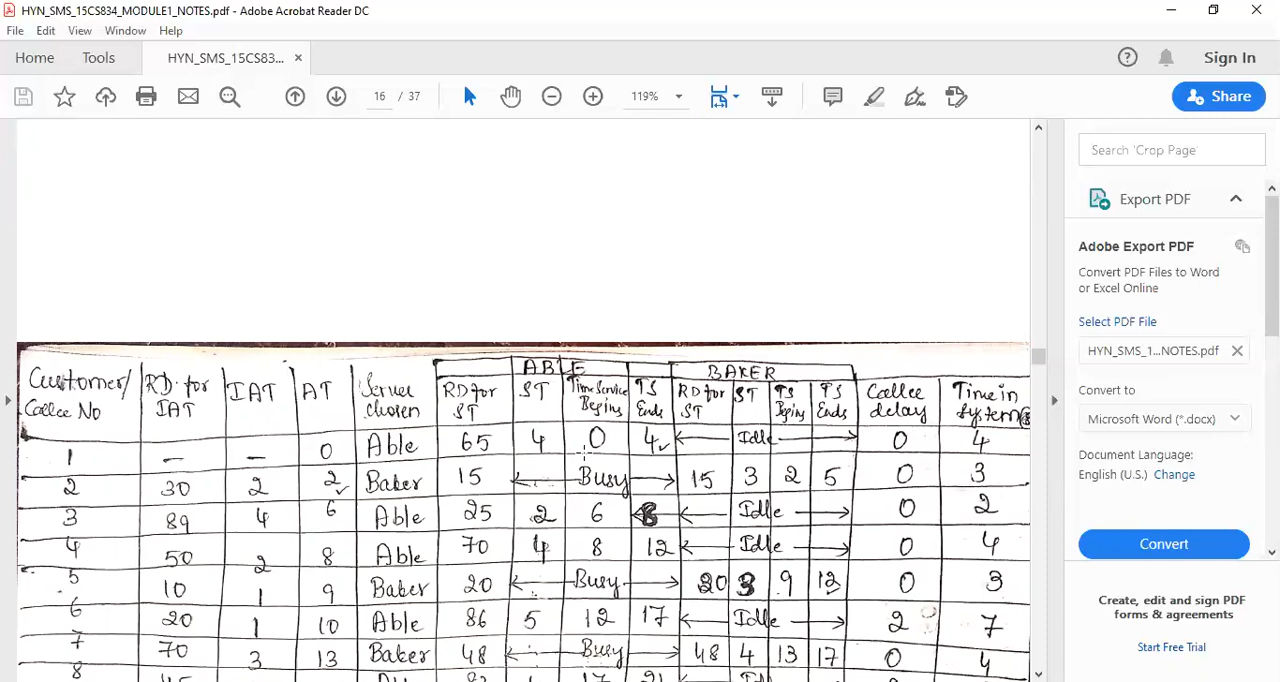 HYN_SMS_15CS834_MODULE1_NOTES.pdf - Adobe Acrobat Reader DC
File Edit View Window Help
Home Tools HYN_SMS_15CS83... × Sign In
16 / 37 119% Share
Search 'Crop Page'
Export PDF
Adobe Export PDF
Convert PDF Files to Word
or Excel Online
Select PDF File
HYN_SMS_1...NOTES.pdf
Convert to
Microsoft Word (*.docx)
Document Language:
English (U.S.) Change
Convert
Create, edit and sign PDF
forms & agreements
Start Free Trial
ABLE BAKER
Customer/ Callee No RD for IAT IAT AT Server chosen RD for ST ST Time Service Begins TS Ends RD for ST ST TS Begins TS Ends Callee delay Time in System
1 — — 0 Able 65 4 0 4 Idle 0 4
2 30 2 2 Baker 15 Busy 15 3 2 5 0 3
3 89 4 6 Able 25 2 6 8 Idle 0 2
4 50 2 8 Able 70 4 8 12 Idle 0 4
5 10 1 9 Baber 20 Busy 20 3 9 12 0 3
6 20 1 10 Able 86 5 12 17 Idle 2 7
7 70 3 13 Baker 48 Busy 48 4 13 17 0 4
8